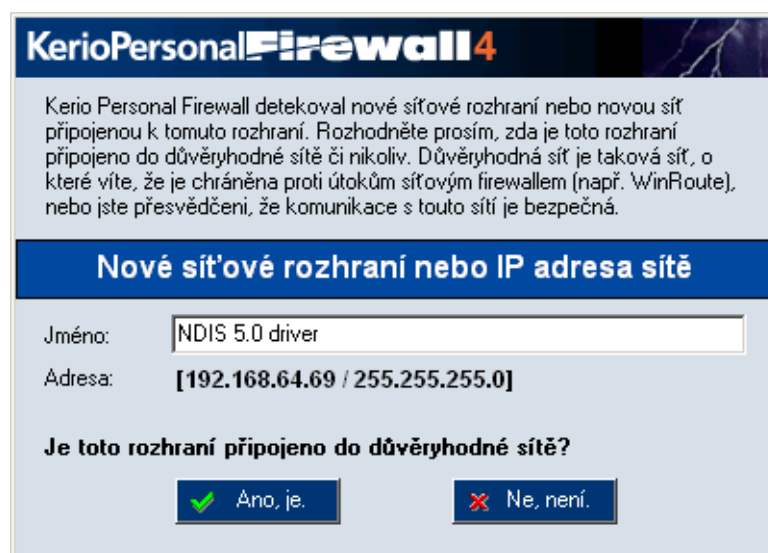 KerioPersonalFirewall4
Kerio Personal Firewall detekoval nové síťové rozhraní nebo novou síť
připojenou k tomuto rozhraní. Rozhodněte prosím, zda je toto rozhraní
připojeno do důvěryhodné sítě či nikoliv. Důvěryhodná síť je taková síť, o
které víte, že je chráněna proti útokům síťovým firewallem (např. WinRoute),
nebo jste přesvědčeni, že komunikace s touto sítí je bezpečná.
Nové síťové rozhraní nebo IP adresa sítě
Jméno: NDIS 5.0 driver
Adresa: [192.168.64.69 / 255.255.255.0]
Je toto rozhraní připojeno do důvěryhodné sítě?
Ano, je. Ne, není.